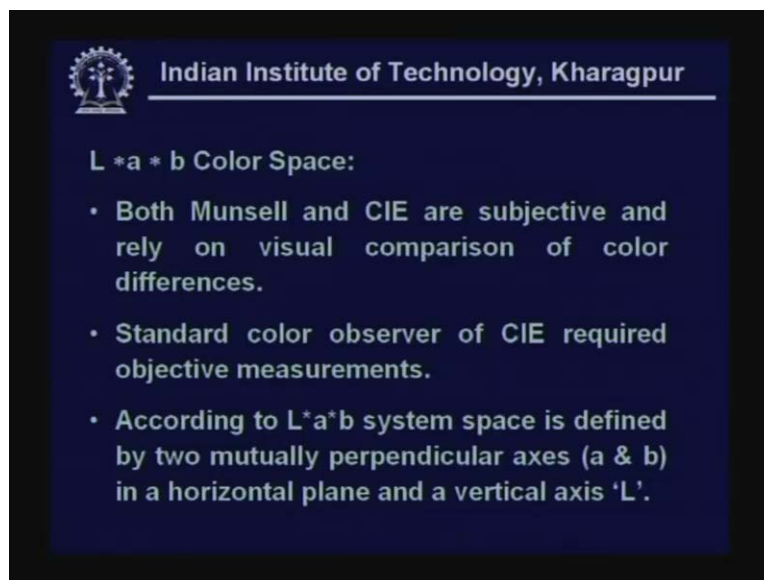 Indian Institute of Technology, Kharagpur
L *a * b Color Space:
• Both Munsell and CIE are subjective and
rely on visual comparison of color
differences.
• Standard color observer of CIE required
objective measurements.
• According to L*a*b system space is defined
by two mutually perpendicular axes (a & b)
in a horizontal plane and a vertical axis ‘L’.